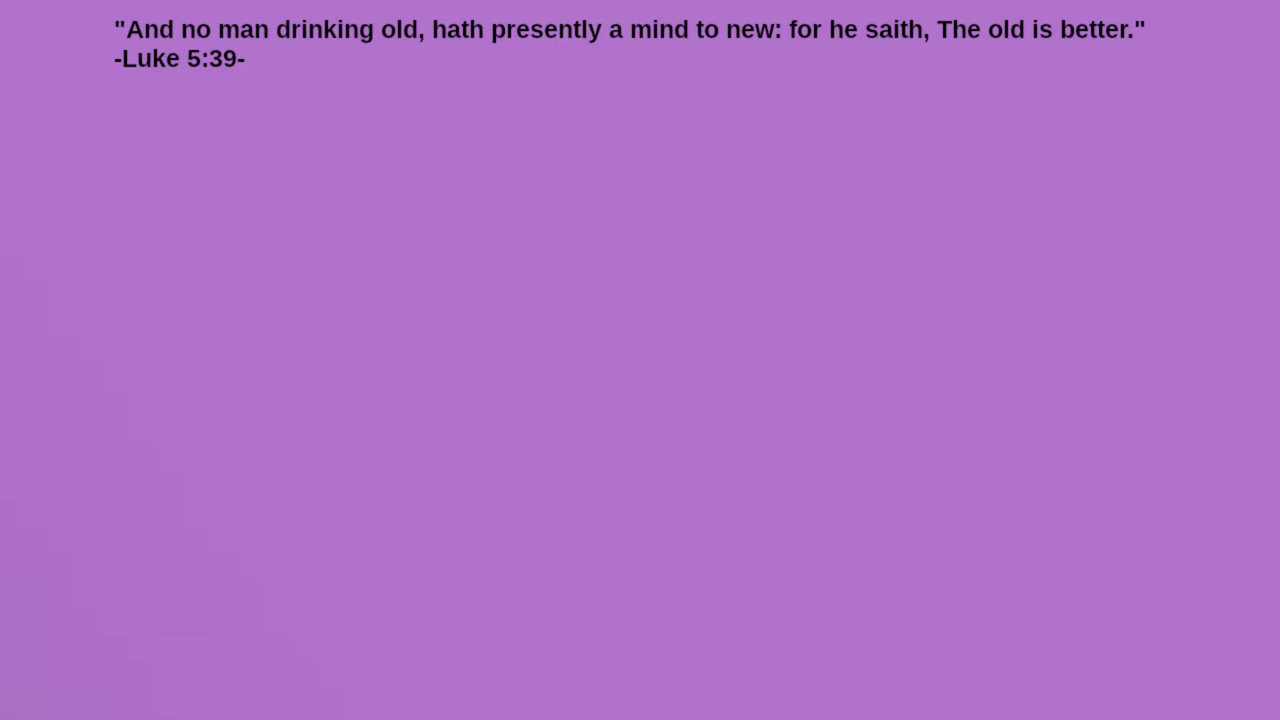 "And no man drinking old, hath presently a mind to new: for he saith, The old is better."
-Luke 5:39-